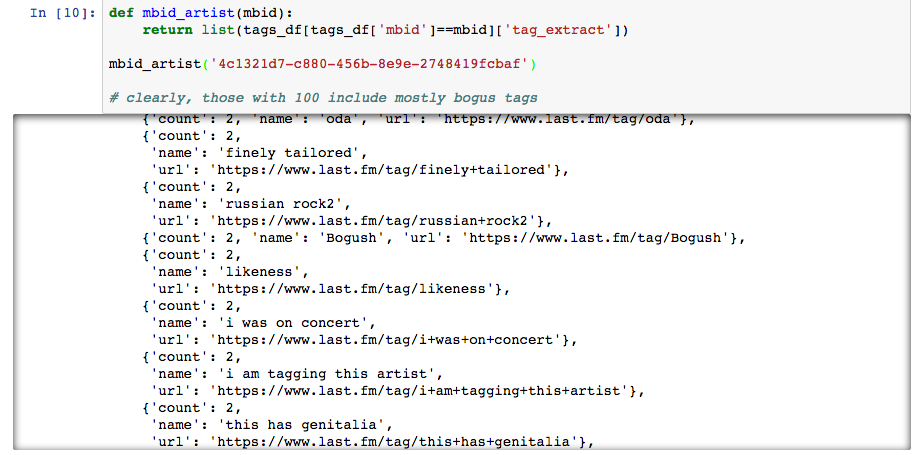 In [10]: def mbid_artist(mbid):
    return list(tags_df[tags_df['mbid']==mbid]['tag_extract'])
mbid_artist('4c1321d7-c880-456b-8e9e-2748419fcbaf')
# clearly, those with 100 include mostly bogus tags
{'count': 2, 'name': 'oda', 'url': 'https://www.last.fm/tag/oda'},
{'count': 2,
 'name': 'finely tailored',
 'url': 'https://www.last.fm/tag/finely+tailored'},
{'count': 2,
 'name': 'russian rock2',
 'url': 'https://www.last.fm/tag/russian+rock2'},
{'count': 2, 'name': 'Bogush', 'url': 'https://www.last.fm/tag/Bogush'},
{'count': 2,
 'name': 'likeness',
 'url': 'https://www.last.fm/tag/likeness'},
{'count': 2,
 'name': 'i was on concert',
 'url': 'https://www.last.fm/tag/i+was+on+concert'},
{'count': 2,
 'name': 'i am tagging this artist',
 'url': 'https://www.last.fm/tag/i+am+tagging+this+artist'},
{'count': 2,
 'name': 'this has genitalia',
 'url': 'https://www.last.fm/tag/this+has+genitalia'},